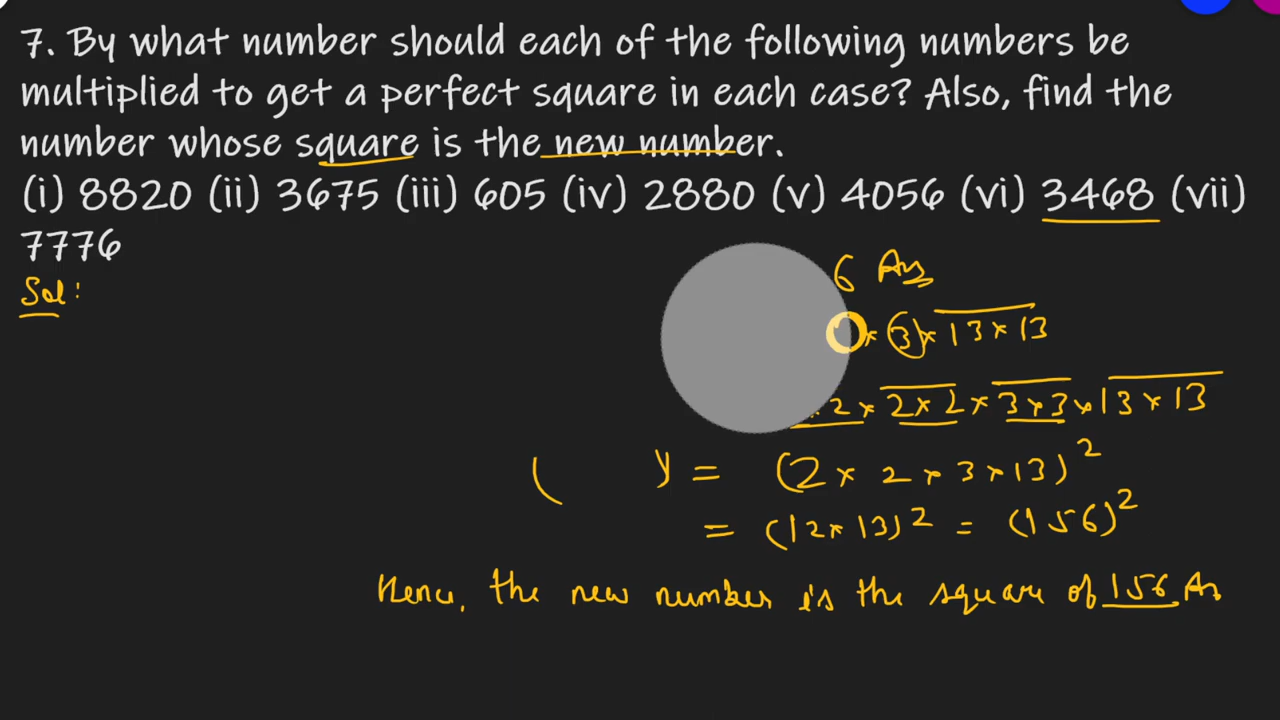 7. By what number should each of the following numbers be
multiplied to get a perfect square in each case? Also, find the
number whose square is the new number.
(i) 8820 (ii) 3675 (iii) 605 (iv) 2880 (v) 4056 (vi) 3468 (vii)
7776
Sol:
6 Ans
× 3 × 13 × 13
× 2 × 2 × 2 × 3 × 3 × 13 × 13
( ) = (2 × 2 × 3 × 13)²
= (12 × 13)² = (156)²
Hence, the new number is the square of 156 Ans